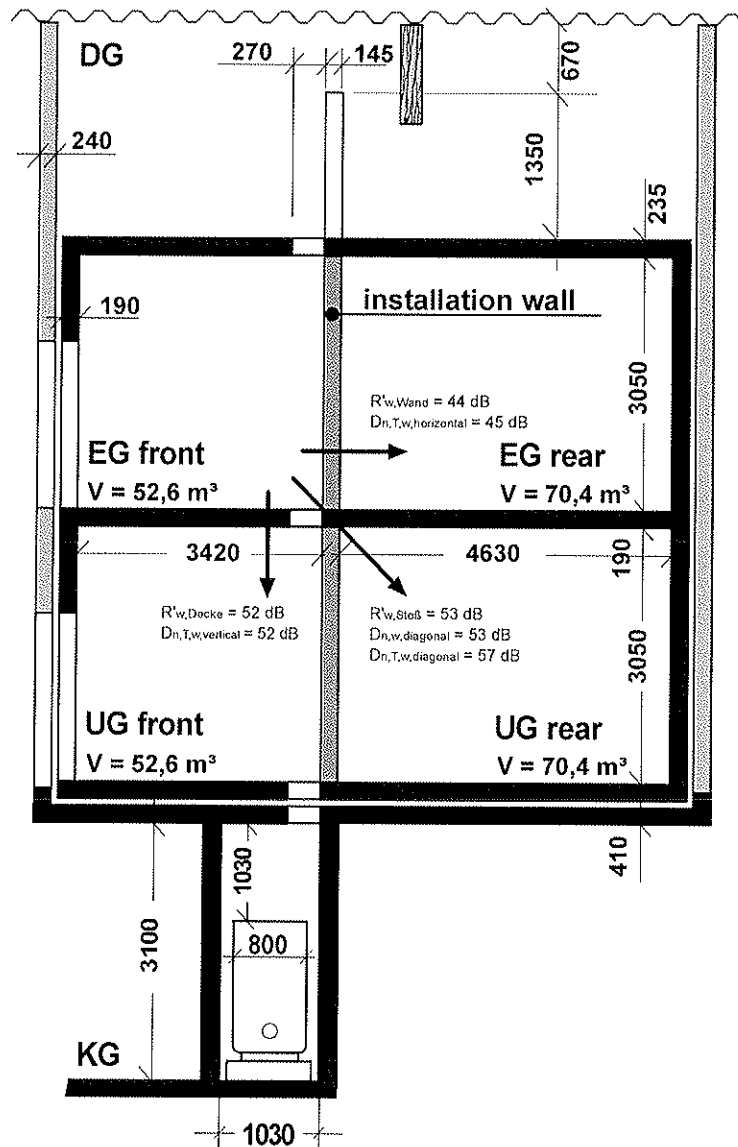 DG
270
145
670
240
1350
235
190
installation wall
3050
R'w,Wand = 44 dB
Dn,T,w,horizontal = 45 dB
EG front
V = 52,6 m³
EG rear
V = 70,4 m³
3420
4630
190
R'w,Decke = 52 dB
Dn,T,w,vertical = 52 dB
R'w,Stoß = 53 dB
Dn,w,diagonal = 53 dB
Dn,T,w,diagonal = 57 dB
3050
UG front
V = 52,6 m³
UG rear
V = 70,4 m³
410
1030
3100
800
KG
1030